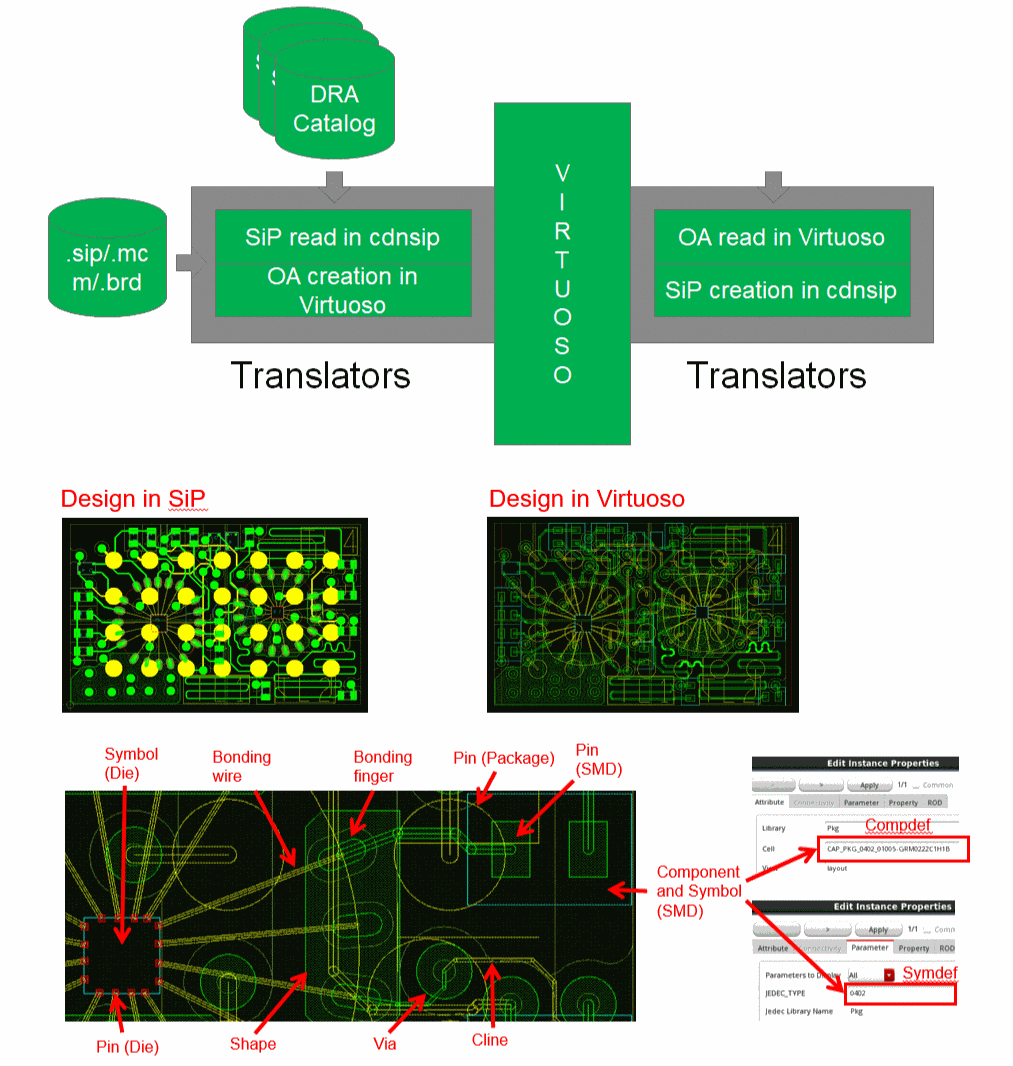 DRA
Catalog
.sip/.mc
m/.brd
SiP read in cdnsip
OA creation in
Virtuoso
V
I
R
T
U
O
S
O
OA read in Virtuoso
SiP creation in cdnsip
Translators
Translators
Design in SiP
Design in Virtuoso
Symbol
(Die)
Bonding
wire
Bonding
finger
Pin (Package)
Pin
(SMD)
Pin (Die)
Shape
Via
Cline
Component
and Symbol
(SMD)
Edit Instance Properties
> Apply 1/1 Common
Attribute Connectivity Parameter Property ROD
Library Pkg
Compdef
Cell CAP_PKG_0402_01005-GRM0222C1H1B
View layout
Edit Instance Properties
> Apply 1/1 Comm
Attribute Connectivity Parameter Property ROD
Parameters to Display All
Symdef
JEDEC_TYPE 0402
Jedec Library Name Pkg